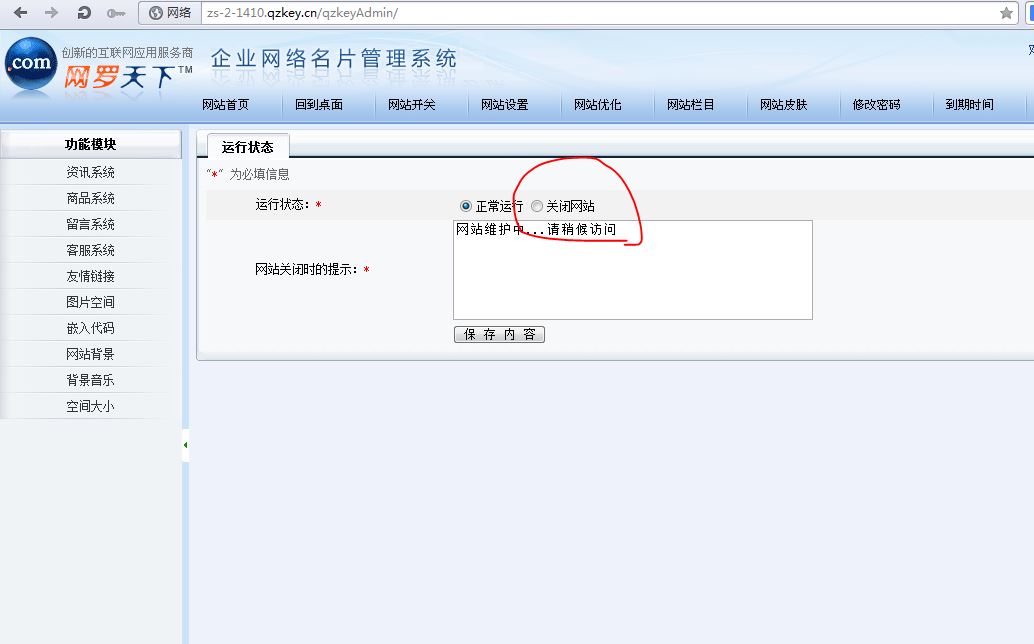 网络 zs-2-1410.qzkey.cn/qzkeyAdmin/
.com 创新的互联网应用服务商
网罗天下™
企业网络名片管理系统
网站首页 回到桌面 网站开关 网站设置 网站优化 网站栏目 网站皮肤 修改密码 到期时间
功能模块
资讯系统
商品系统
留言系统
客服系统
友情链接
图片空间
嵌入代码
网站背景
背景音乐
空间大小
运行状态
"*" 为必填信息
运行状态：* 正常运行 关闭网站
网站维护中...请稍候访问
网站关闭时的提示：*
保 存 内 容